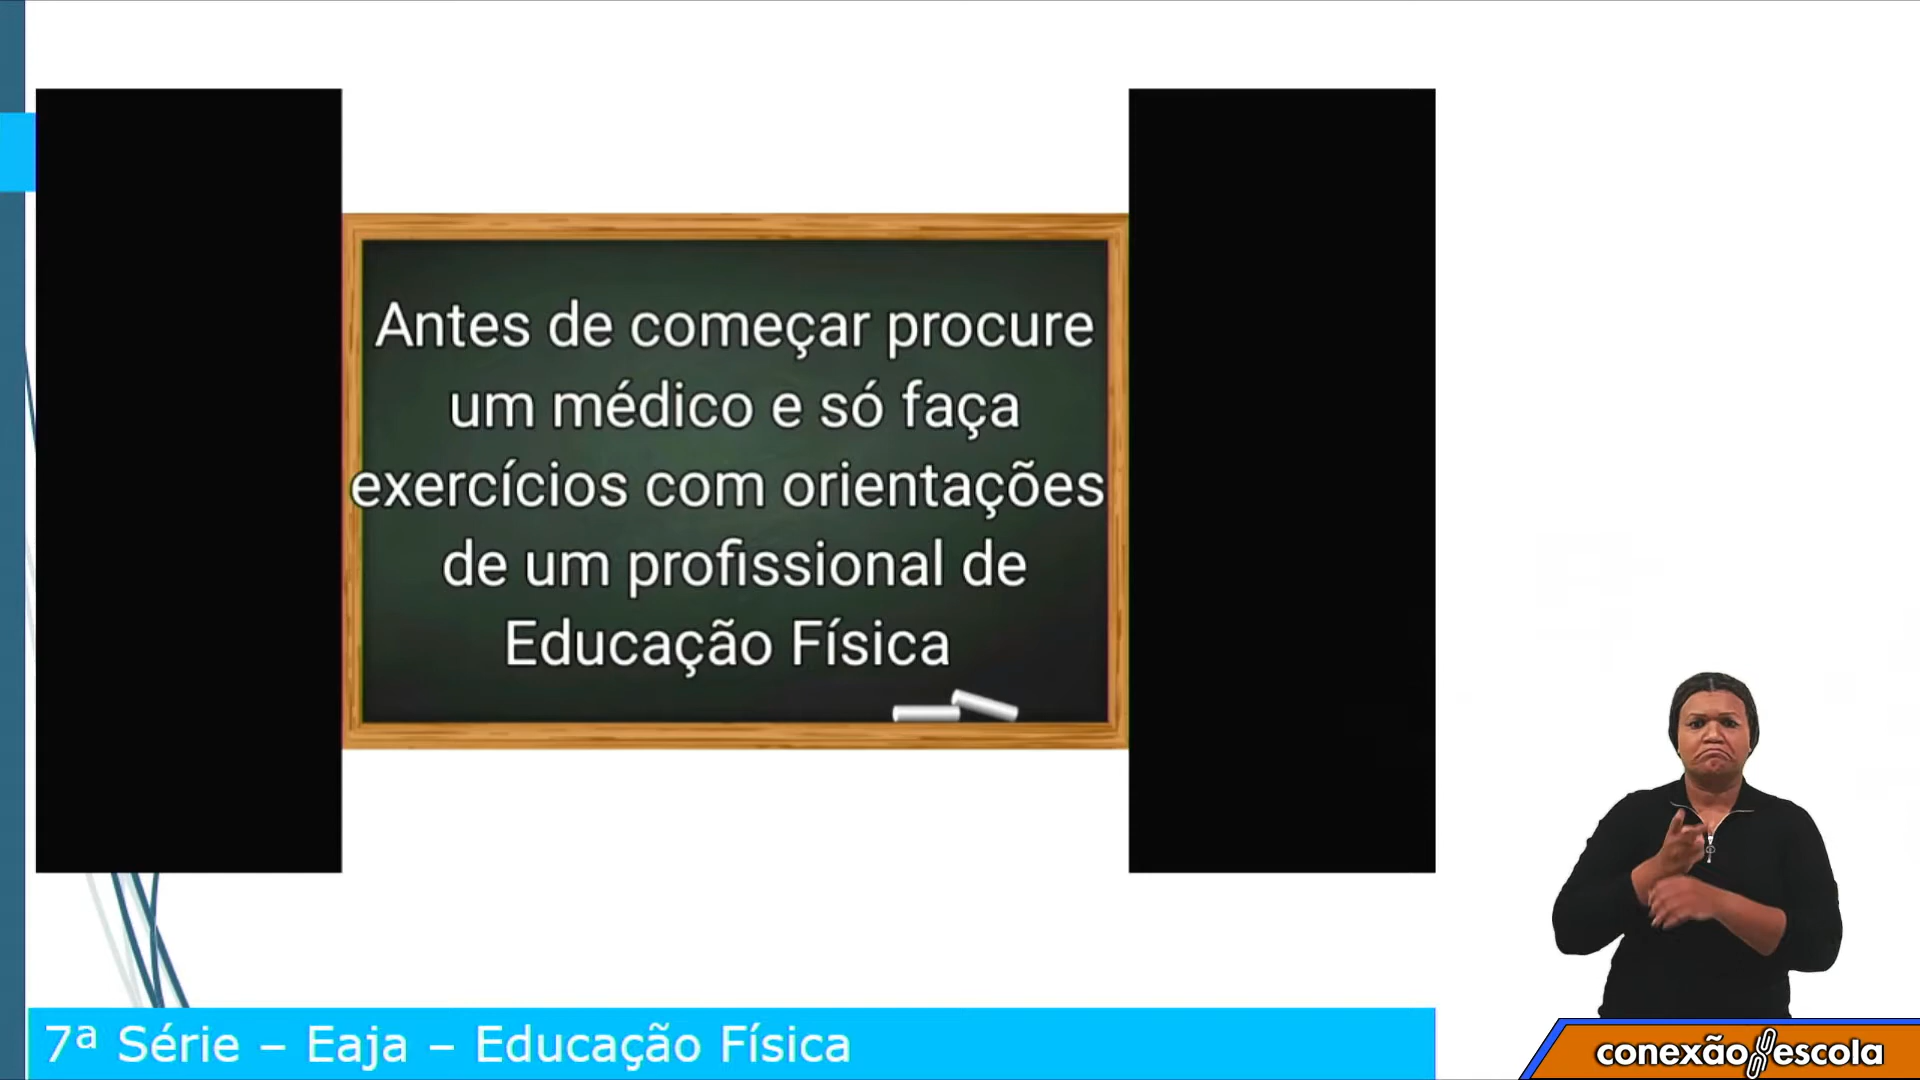 Antes de começar procure
um médico e só faça
exercícios com orientações
de um profissional de
Educação Física
7ª Série – Eaja – Educação Física
conexão escola